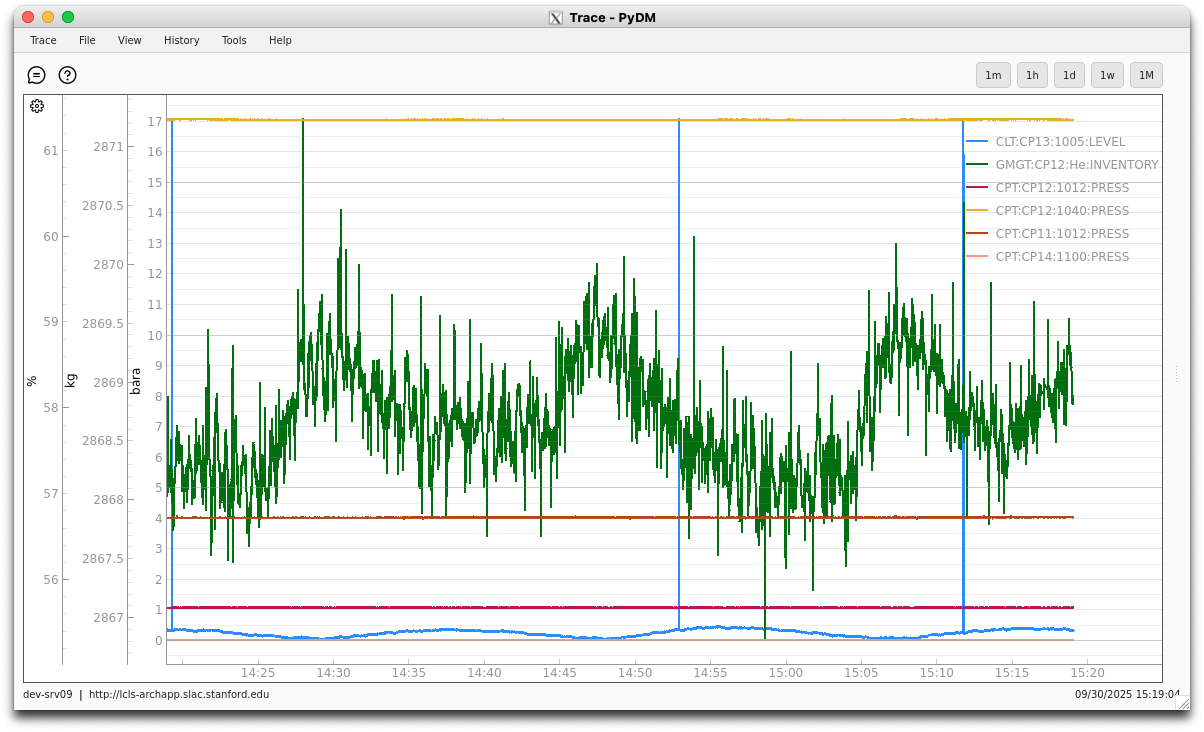 Trace - PyDM
Trace File View History Tools Help
1m 1h 1d 1w 1M
% 61 60 59 58 57 56
kg 2871 2870.5 2870 2869.5 2869 2868.5 2868 2867.5 2867
bara 17 16 15 14 13 12 11 10 9 8 7 6 5 4 3 2 1 0
CLT:CP13:1005:LEVEL
GMGT:CP12:He:INVENTORY
CPT:CP12:1012:PRESS
CPT:CP12:1040:PRESS
CPT:CP11:1012:PRESS
CPT:CP14:1100:PRESS
14:25 14:30 14:35 14:40 14:45 14:50 14:55 15:00 15:05 15:10 15:15 15:20
dev-srv09 | http://lcls-archapp.slac.stanford.edu 09/30/2025 15:19:04